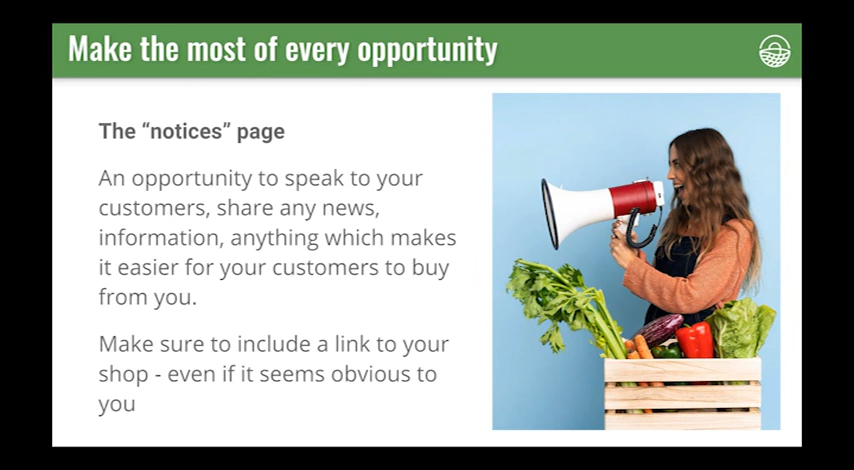 Make the most of every opportunity
The “notices” page
An opportunity to speak to your
customers, share any news,
information, anything which makes
it easier for your customers to buy
from you.
Make sure to include a link to your
shop - even if it seems obvious to
you